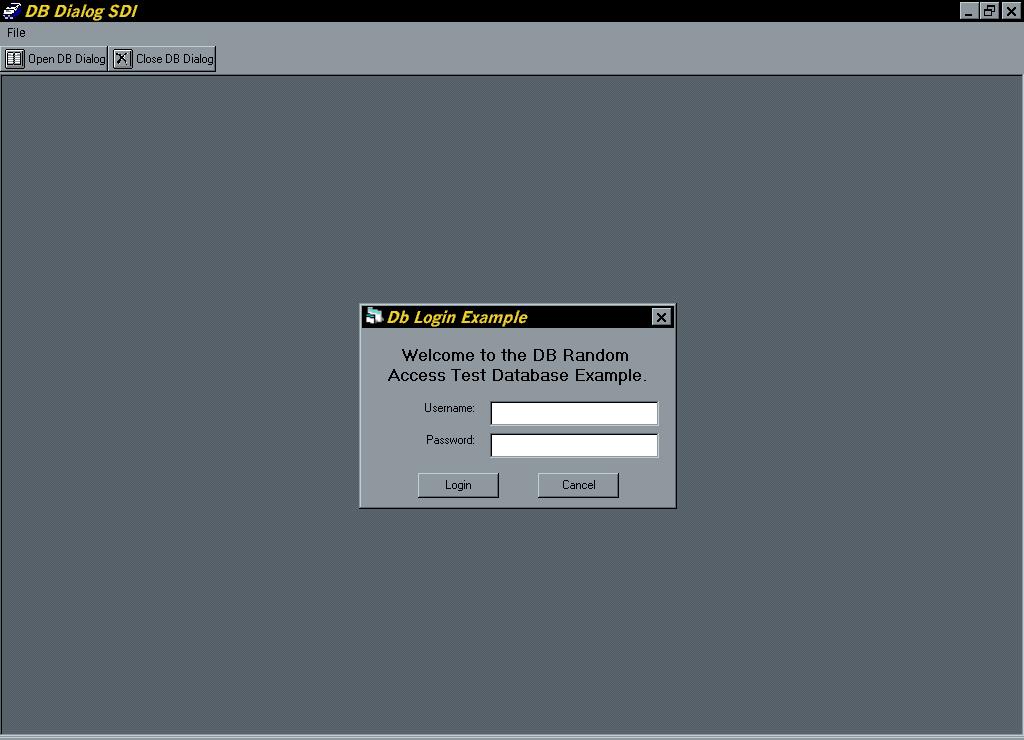 DB Dialog SDI
File
Open DB Dialog Close DB Dialog
Db Login Example
Welcome to the DB Random
Access Test Database Example.
Username:
Password:
Login Cancel